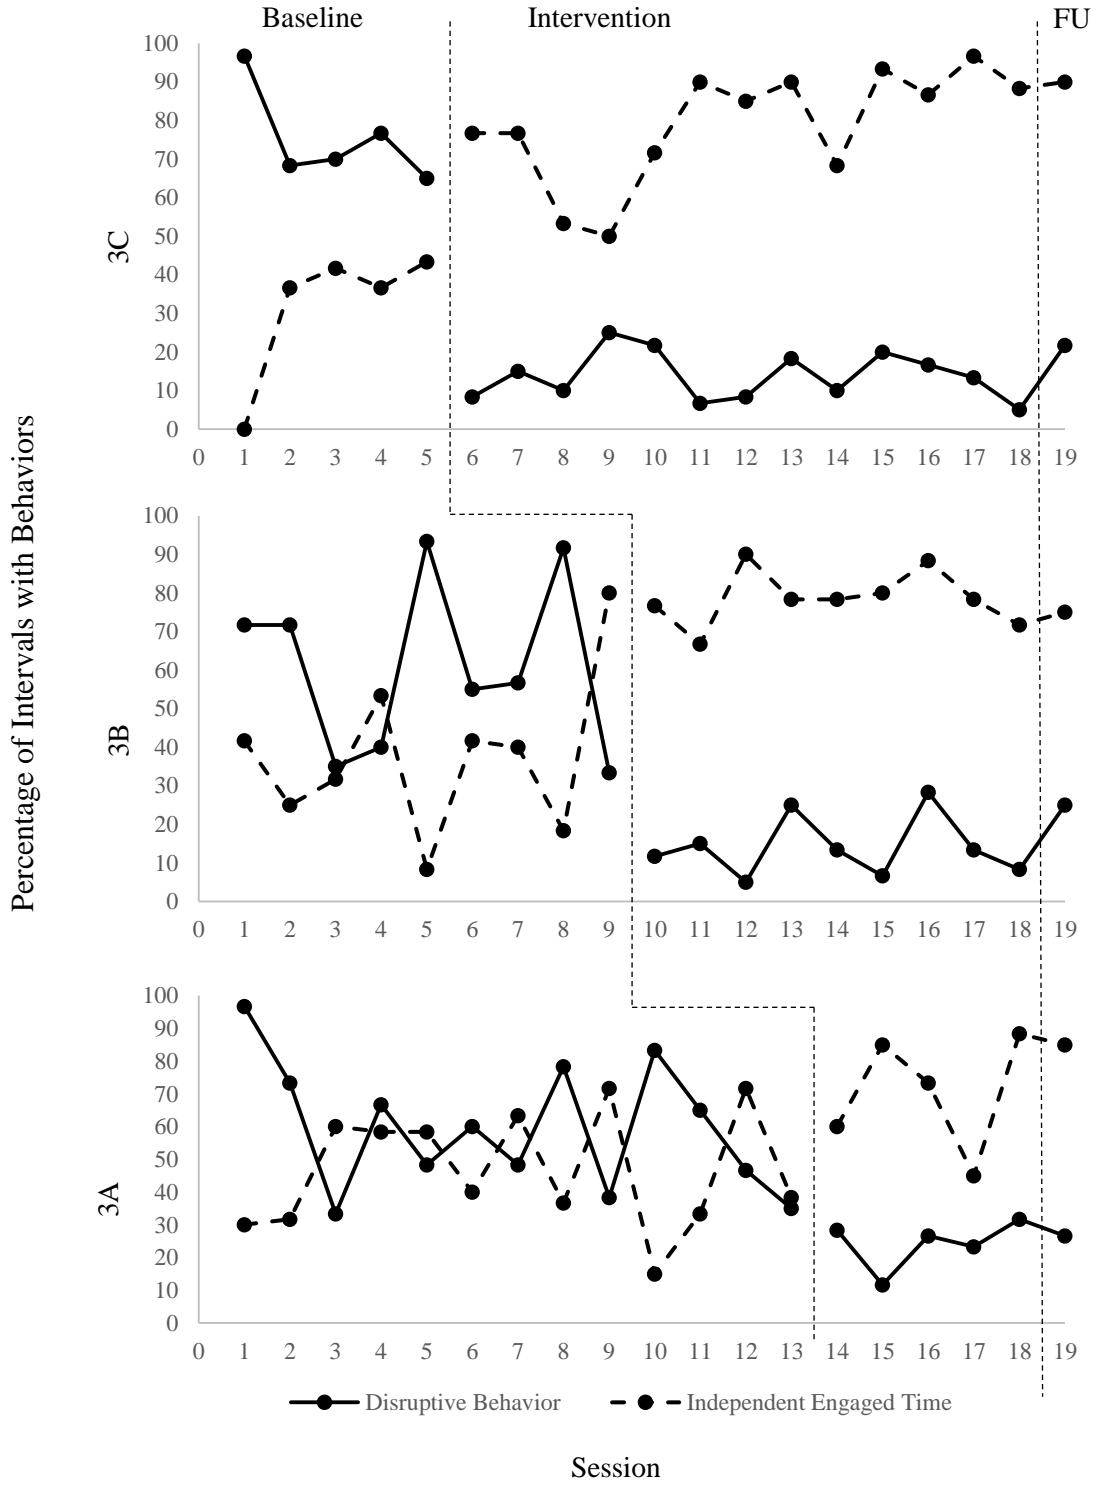 Baseline
Intervention
FU
Percentage of Intervals with Behaviors
3C
100
90
80
70
60
50
40
30
20
10
0
0 1 2 3 4 5 6 7 8 9 10 11 12 13 14 15 16 17 18 19
3B
100
90
80
70
60
50
40
30
20
10
0
0 1 2 3 4 5 6 7 8 9 10 11 12 13 14 15 16 17 18 19
3A
100
90
80
70
60
50
40
30
20
10
0
0 1 2 3 4 5 6 7 8 9 10 11 12 13 14 15 16 17 18 19
Disruptive Behavior
Independent Engaged Time
Session